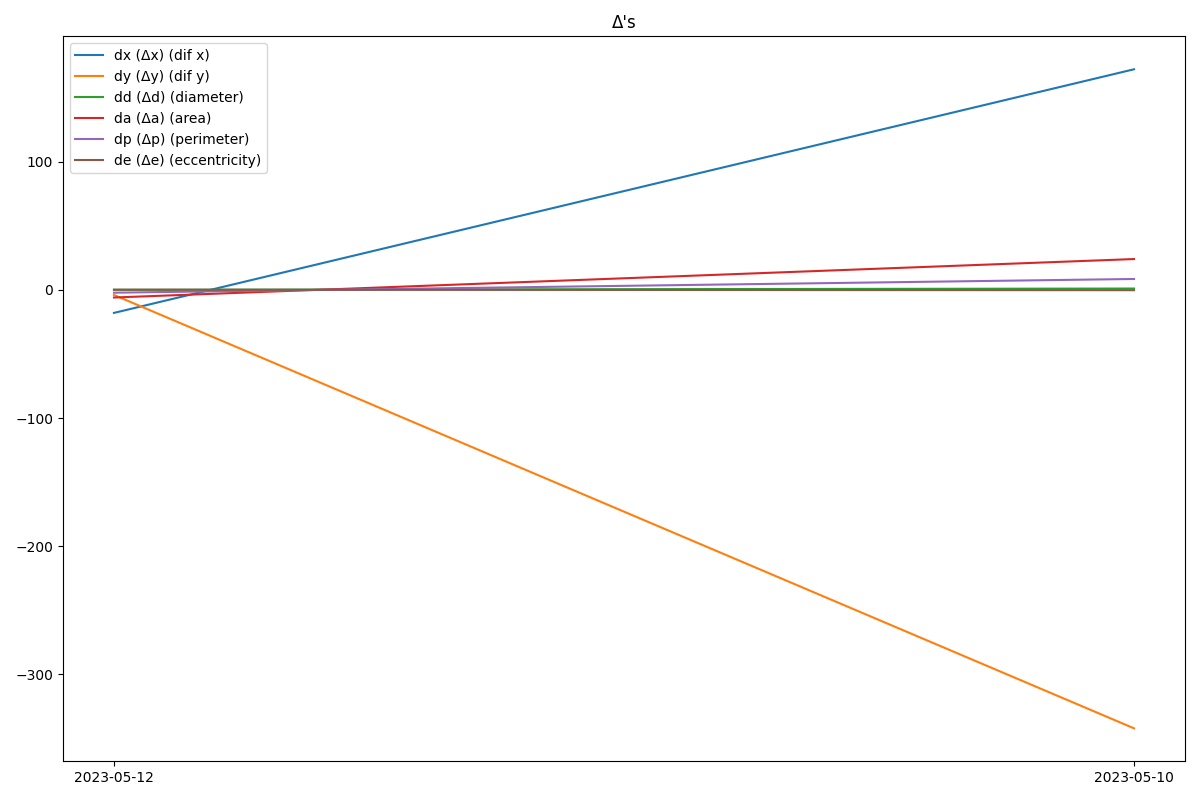 Δ's
dx (Δx) (dif x)
dy (Δy) (dif y)
dd (Δd) (diameter)
da (Δa) (area)
dp (Δp) (perimeter)
de (Δe) (eccentricity)
100
0
−100
−200
−300
2023-05-12 2023-05-10